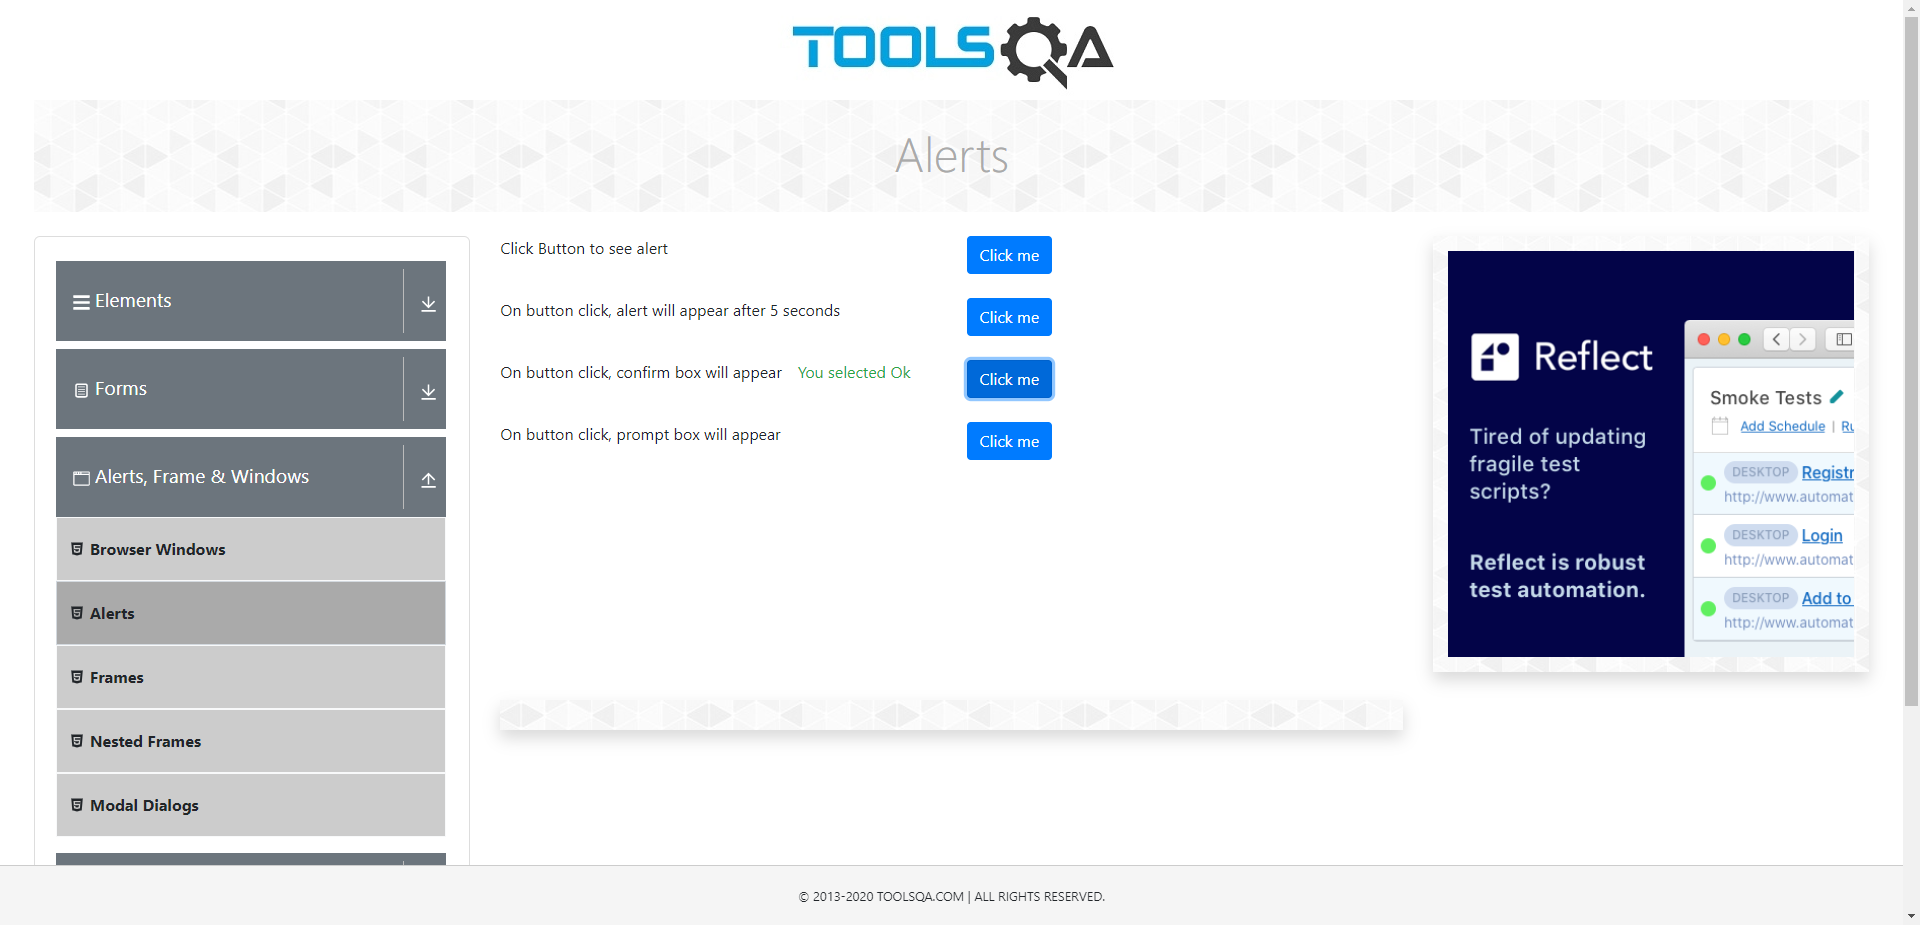 TOOLSQA
Alerts
Elements
Forms
Alerts, Frame & Windows
Browser Windows
Alerts
Frames
Nested Frames
Modal Dialogs
Click Button to see alert
Click me
On button click, alert will appear after 5 seconds
Click me
On button click, confirm box will appear You selected Ok
Click me
On button click, prompt box will appear
Click me
Reflect
Tired of updating
fragile test
scripts?
Reflect is robust
test automation.
Smoke Tests
Add Schedule | Ru
DESKTOP Registr
http://www.automat
DESKTOP Login
http://www.automat
DESKTOP Add to
http://www.automat
© 2013-2020 TOOLSQA.COM | ALL RIGHTS RESERVED.